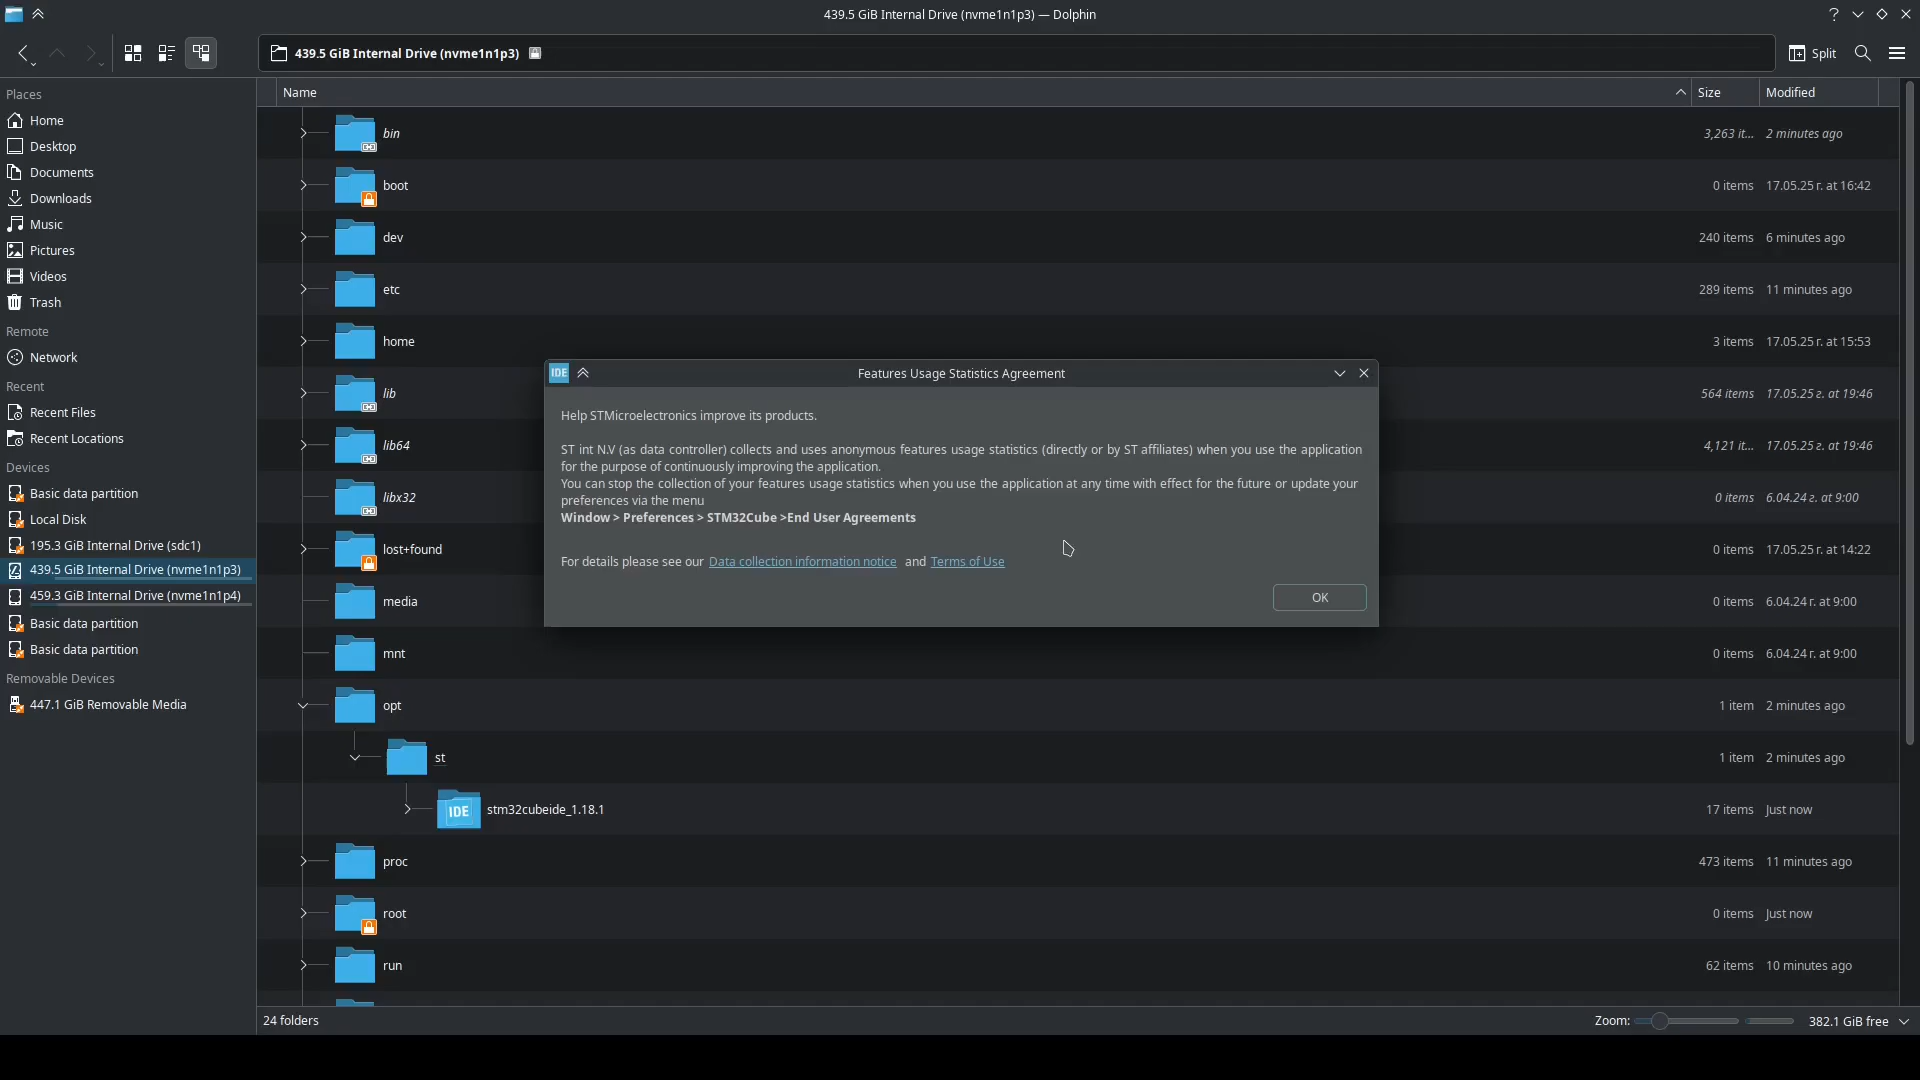 439.5 GiB Internal Drive (nvme1n1p3) — Dolphin
439.5 GiB Internal Drive (nvme1n1p3)
Split
Places
Home
Desktop
Documents
Downloads
Music
Pictures
Videos
Trash
Remote
Network
Recent
Recent Files
Recent Locations
Devices
Basic data partition
Local Disk
195.3 GiB Internal Drive (sdc1)
439.5 GiB Internal Drive (nvme1n1p3)
459.3 GiB Internal Drive (nvme1n1p4)
Basic data partition
Basic data partition
Removable Devices
447.1 GiB Removable Media
Name Size Modified
bin 3,263 it... 2 minutes ago
boot 0 items 17.05.25 г. at 16:42
dev 240 items 6 minutes ago
etc 289 items 11 minutes ago
home 3 items 17.05.25 г. at 15:53
lib 564 items 17.05.25 г. at 19:46
lib64 4,121 it... 17.05.25 г. at 19:46
libx32 0 items 6.04.24 г. at 9:00
lost+found 0 items 17.05.25 г. at 14:22
media 0 items 6.04.24 г. at 9:00
mnt 0 items 6.04.24 г. at 9:00
opt 1 item 2 minutes ago
st 1 item 2 minutes ago
IDE stm32cubeide_1.18.1 17 items Just now
proc 473 items 11 minutes ago
root 0 items Just now
run 62 items 10 minutes ago
IDE Features Usage Statistics Agreement
Help STMicroelectronics improve its products.
ST int N.V (as data controller) collects and uses anonymous features usage statistics (directly or by ST affiliates) when you use the application
for the purpose of continuously improving the application.
You can stop the collection of your features usage statistics when you use the application at any time with effect for the future or update your
preferences via the menu
Window > Preferences > STM32Cube >End User Agreements
For details please see our Data collection information notice and Terms of Use
OK
24 folders
Zoom:
382.1 GiB free